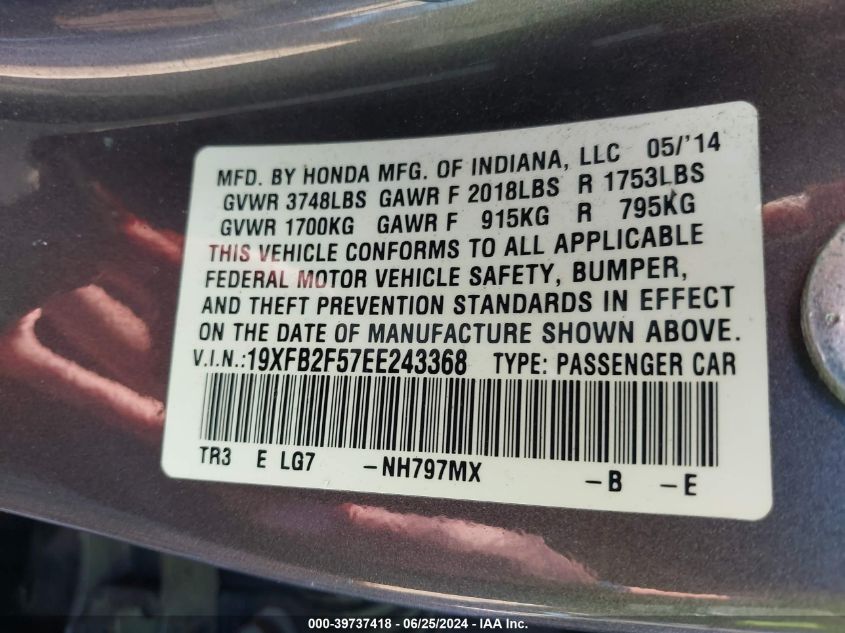 MFD. BY HONDA MFG. OF INDIANA, LLC 05/'14
GVWR 3748LBS GAWR F 2018LBS R 1753LBS
GVWR 1700KG GAWR F 915KG R 795KG
THIS VEHICLE CONFORMS TO ALL APPLICABLE
FEDERAL MOTOR VEHICLE SAFETY, BUMPER,
AND THEFT PREVENTION STANDARDS IN EFFECT
ON THE DATE OF MANUFACTURE SHOWN ABOVE.
V.I.N.:19XFB2F57EE243368 TYPE: PASSENGER CAR
TR3 E LG7 -NH797MX -B -E
000-39737418 - 06/25/2024 - IAA Inc.